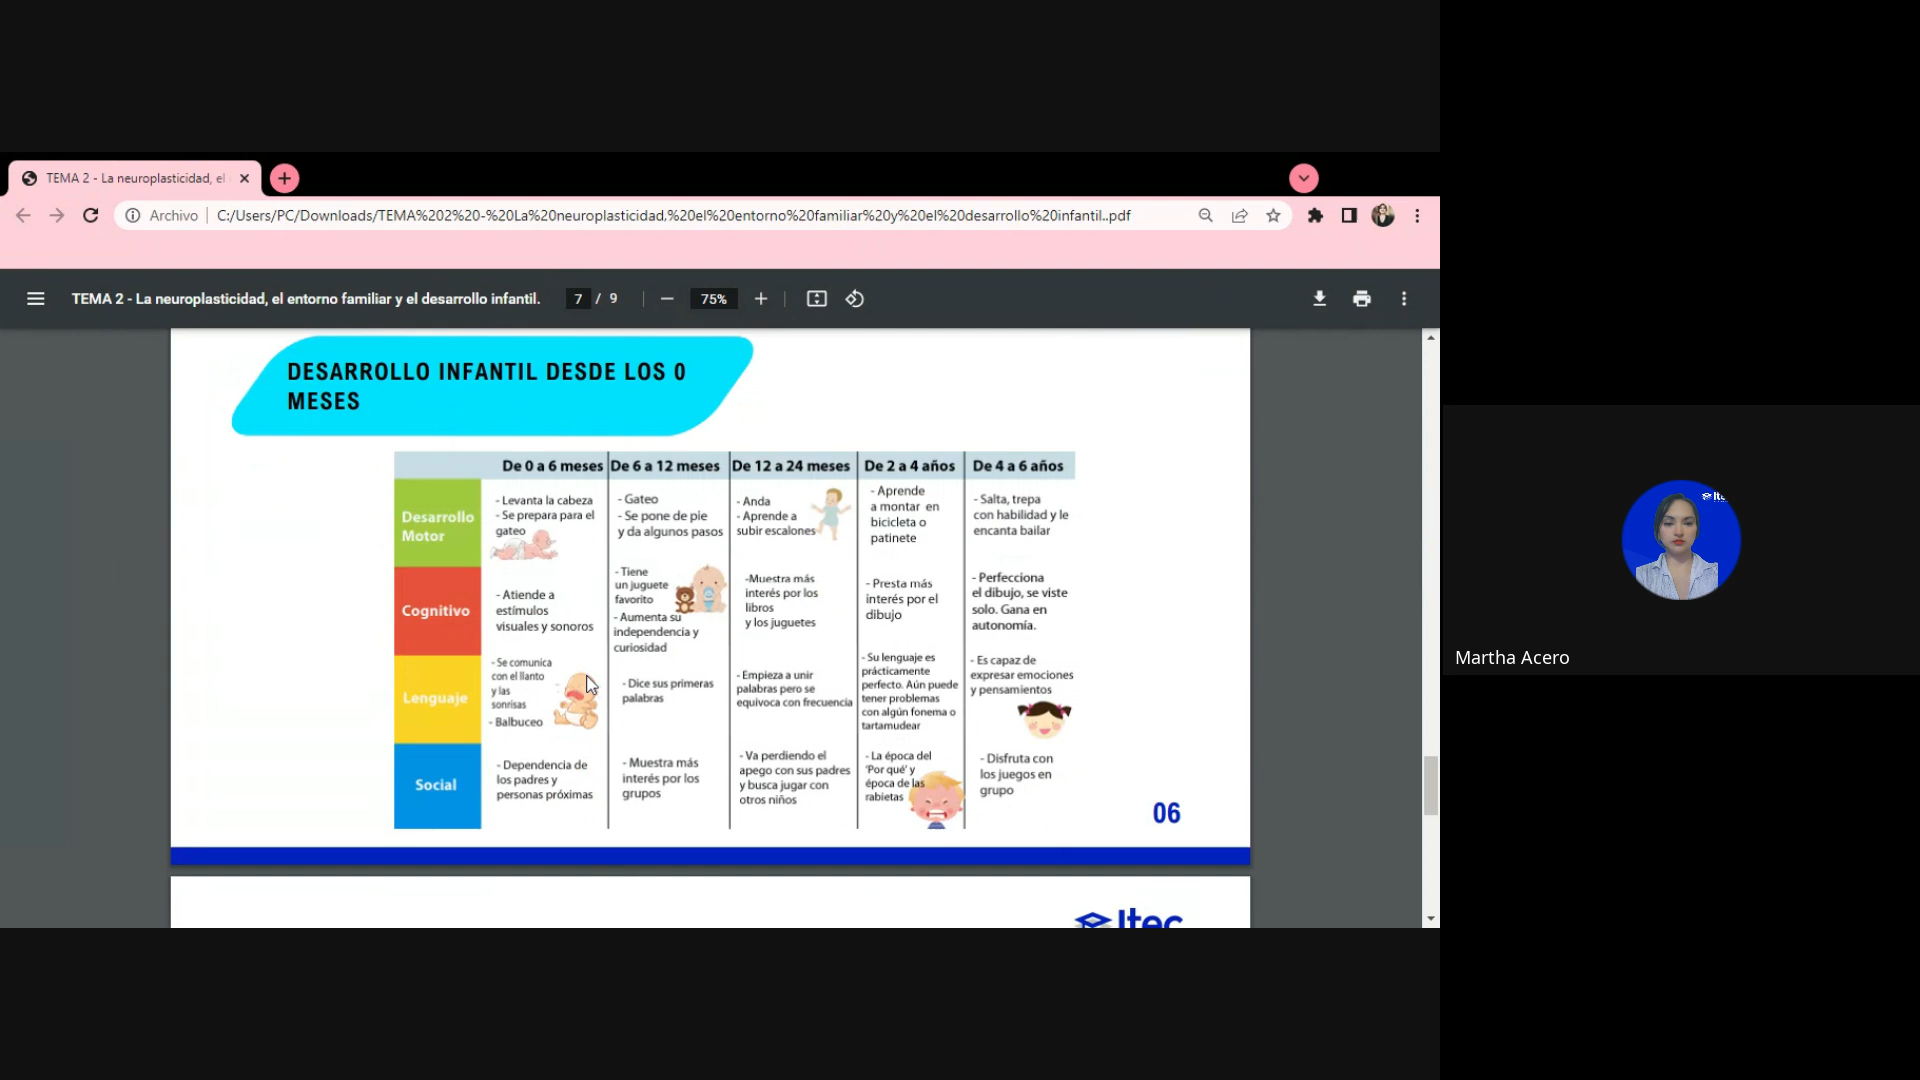 TEMA 2 - La neuroplasticidad, el
Archivo
C:/Users/PC/Downloads/TEMA%202%20-%20La%20neuroplasticidad,%20el%20entorno%20familiar%20y%20el%20desarrollo%20infantil..pdf
TEMA 2 - La neuroplasticidad, el entorno familiar y el desarrollo infantil.
7 / 9
75%
DESARROLLO INFANTIL DESDE LOS 0
MESES
De 0 a 6 meses
De 6 a 12 meses
De 12 a 24 meses
De 2 a 4 años
De 4 a 6 años
Desarrollo
Motor
- Levanta la cabeza
- Se prepara para el
gateo
- Gateo
- Se pone de pie
y da algunos pasos
- Anda
- Aprende a
subir escalones
- Aprende
a montar en
bicicleta o
patinete
- Salta, trepa
con habilidad y le
encanta bailar
Cognitivo
- Atiende a
estímulos
visuales y sonoros
- Tiene
un juguete
favorito
- Aumenta su
independencia y
curiosidad
-Muestra más
interés por los
libros
y los juguetes
- Presta más
interés por el
dibujo
- Perfecciona
el dibujo, se viste
solo. Gana en
autonomía.
Lenguaje
- Se comunica
con el llanto
y las
sonrisas
- Balbuceo
- Dice sus primeras
palabras
- Empieza a unir
palabras pero se
equivoca con frecuencia
- Su lenguaje es
prácticamente
perfecto. Aún puede
tener problemas
con algún fonema o
tartamudear
- Es capaz de
expresar emociones
y pensamientos
Social
- Dependencia de
los padres y
personas próximas
- Muestra más
interés por los
grupos
- Va perdiendo el
apego con sus padres
y busca jugar con
otros niños
- La época del
'Por qué' y
época de las
rabietas
- Disfruta con
los juegos en
grupo
06
Itec
Martha Acero